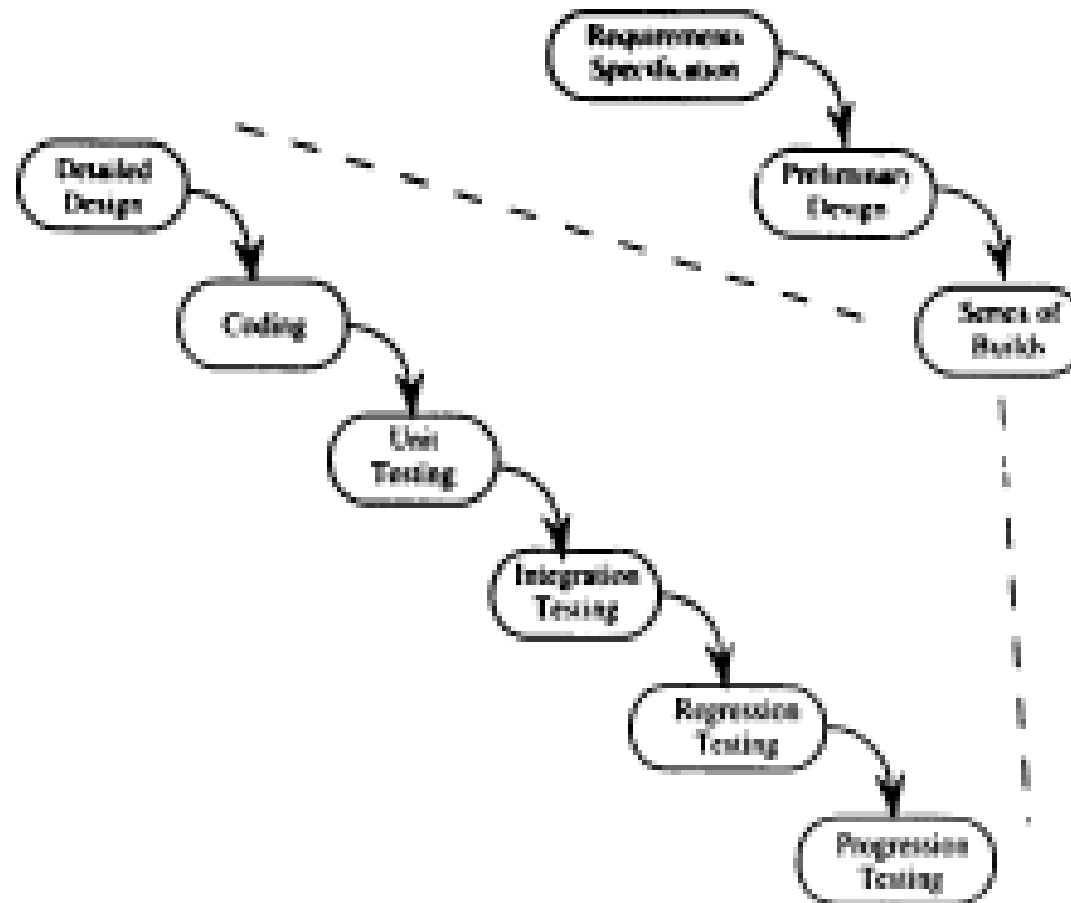 Requirements
Specification
Preliminary
Design
Series of
Builds
Detailed
Design
Coding
Unit
Testing
Integration
Testing
Regression
Testing
Progression
Testing